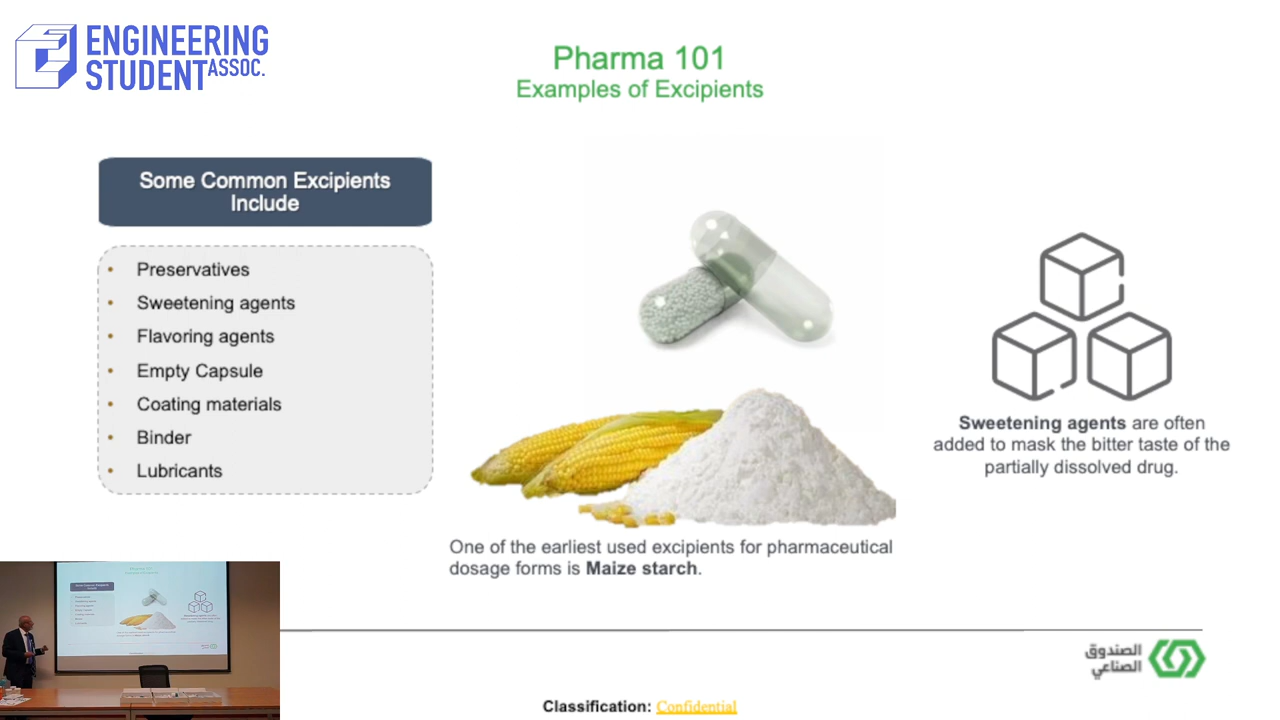 ENGINEERING
STUDENT ASSOC.
Pharma 101
Examples of Excipients
Some Common Excipients
Include
• Preservatives
• Sweetening agents
• Flavoring agents
• Empty Capsule
• Coating materials
• Binder
• Lubricants
One of the earliest used excipients for pharmaceutical
dosage forms is Maize starch.
Sweetening agents are often
added to mask the bitter taste of the
partially dissolved drug.
الصندوق
الصناعي
Classification: Confidential